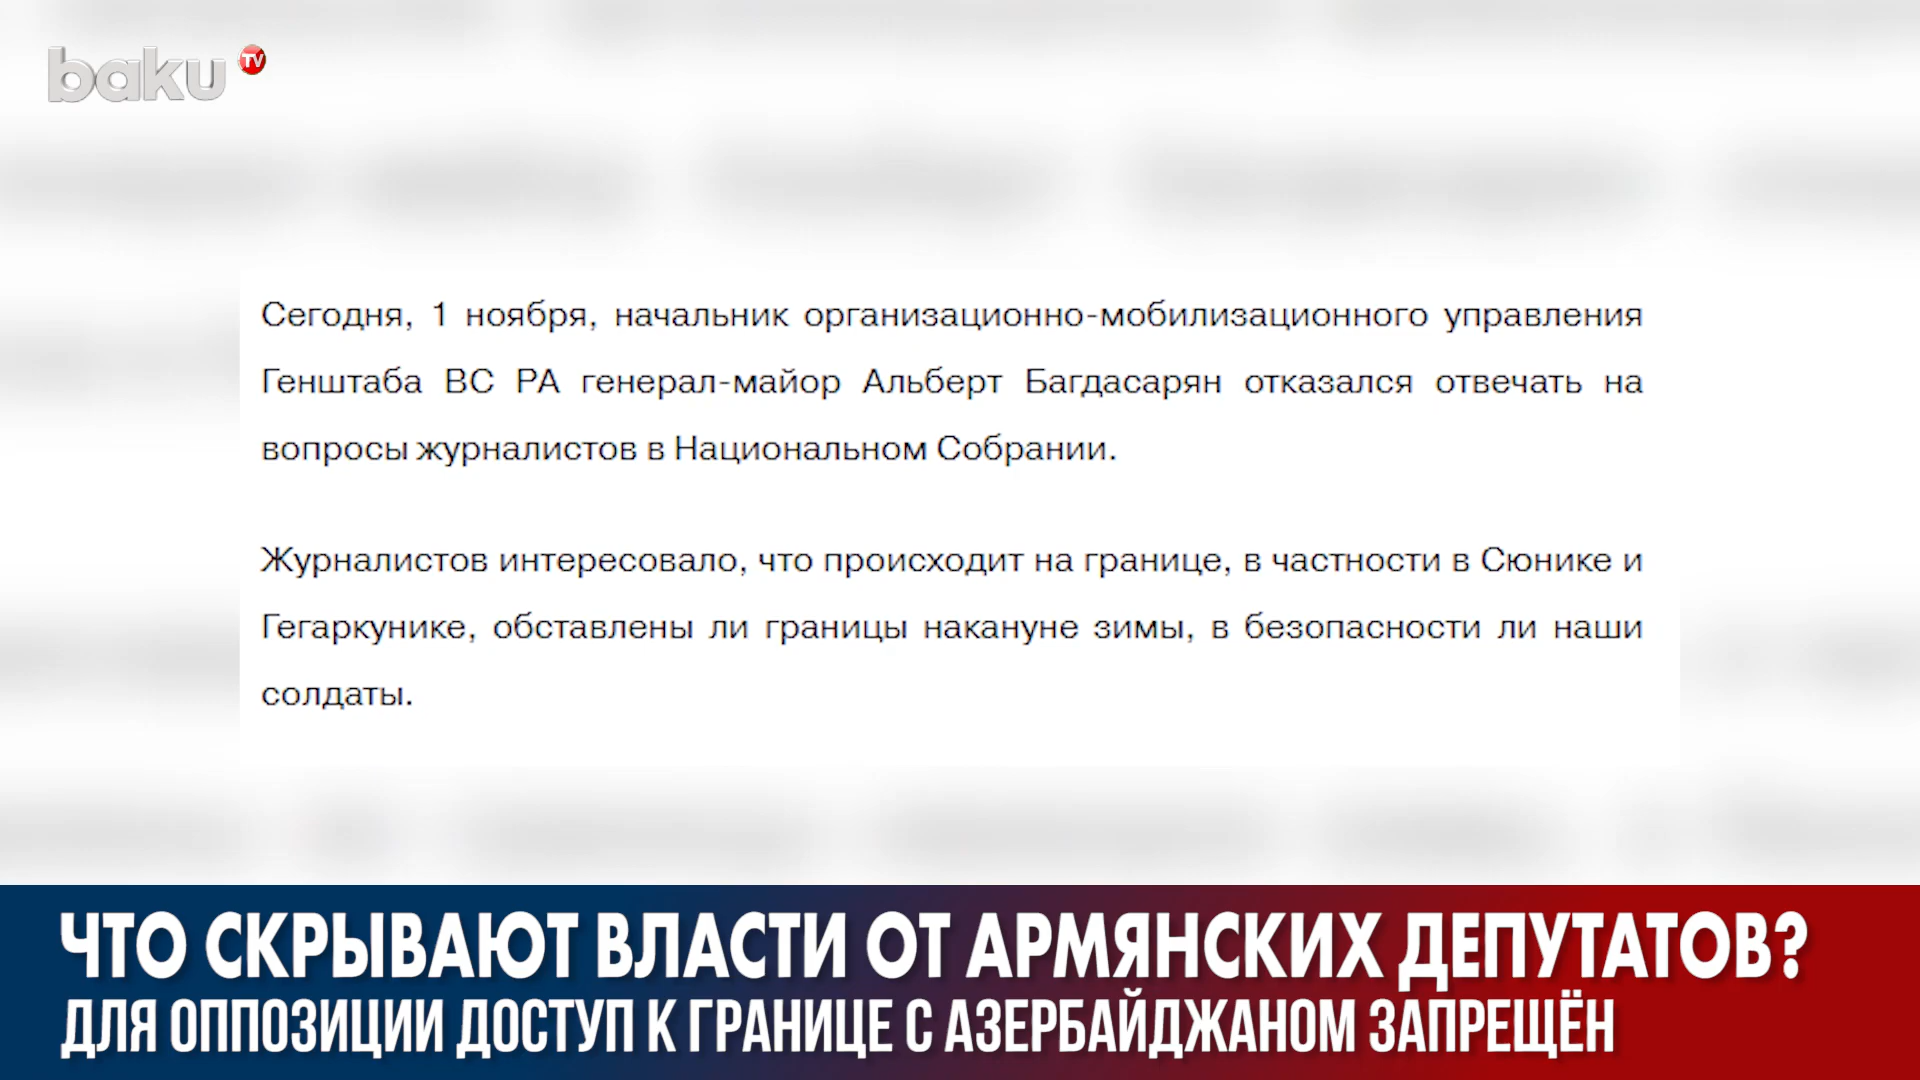 baku TV
Сегодня, 1 ноября, начальник организационно-мобилизационного управления
Генштаба ВС РА генерал-майор Альберт Багдасарян отказался отвечать на
вопросы журналистов в Национальном Собрании.
Журналистов интересовало, что происходит на границе, в частности в Сюнике и
Гегаркунике, обставлены ли границы накануне зимы, в безопасности ли наши
солдаты.
ЧТО СКРЫВАЮТ ВЛАСТИ ОТ АРМЯНСКИХ ДЕПУТАТОВ?
ДЛЯ ОППОЗИЦИИ ДОСТУП К ГРАНИЦЕ С АЗЕРБАЙДЖАНОМ ЗАПРЕЩЁН